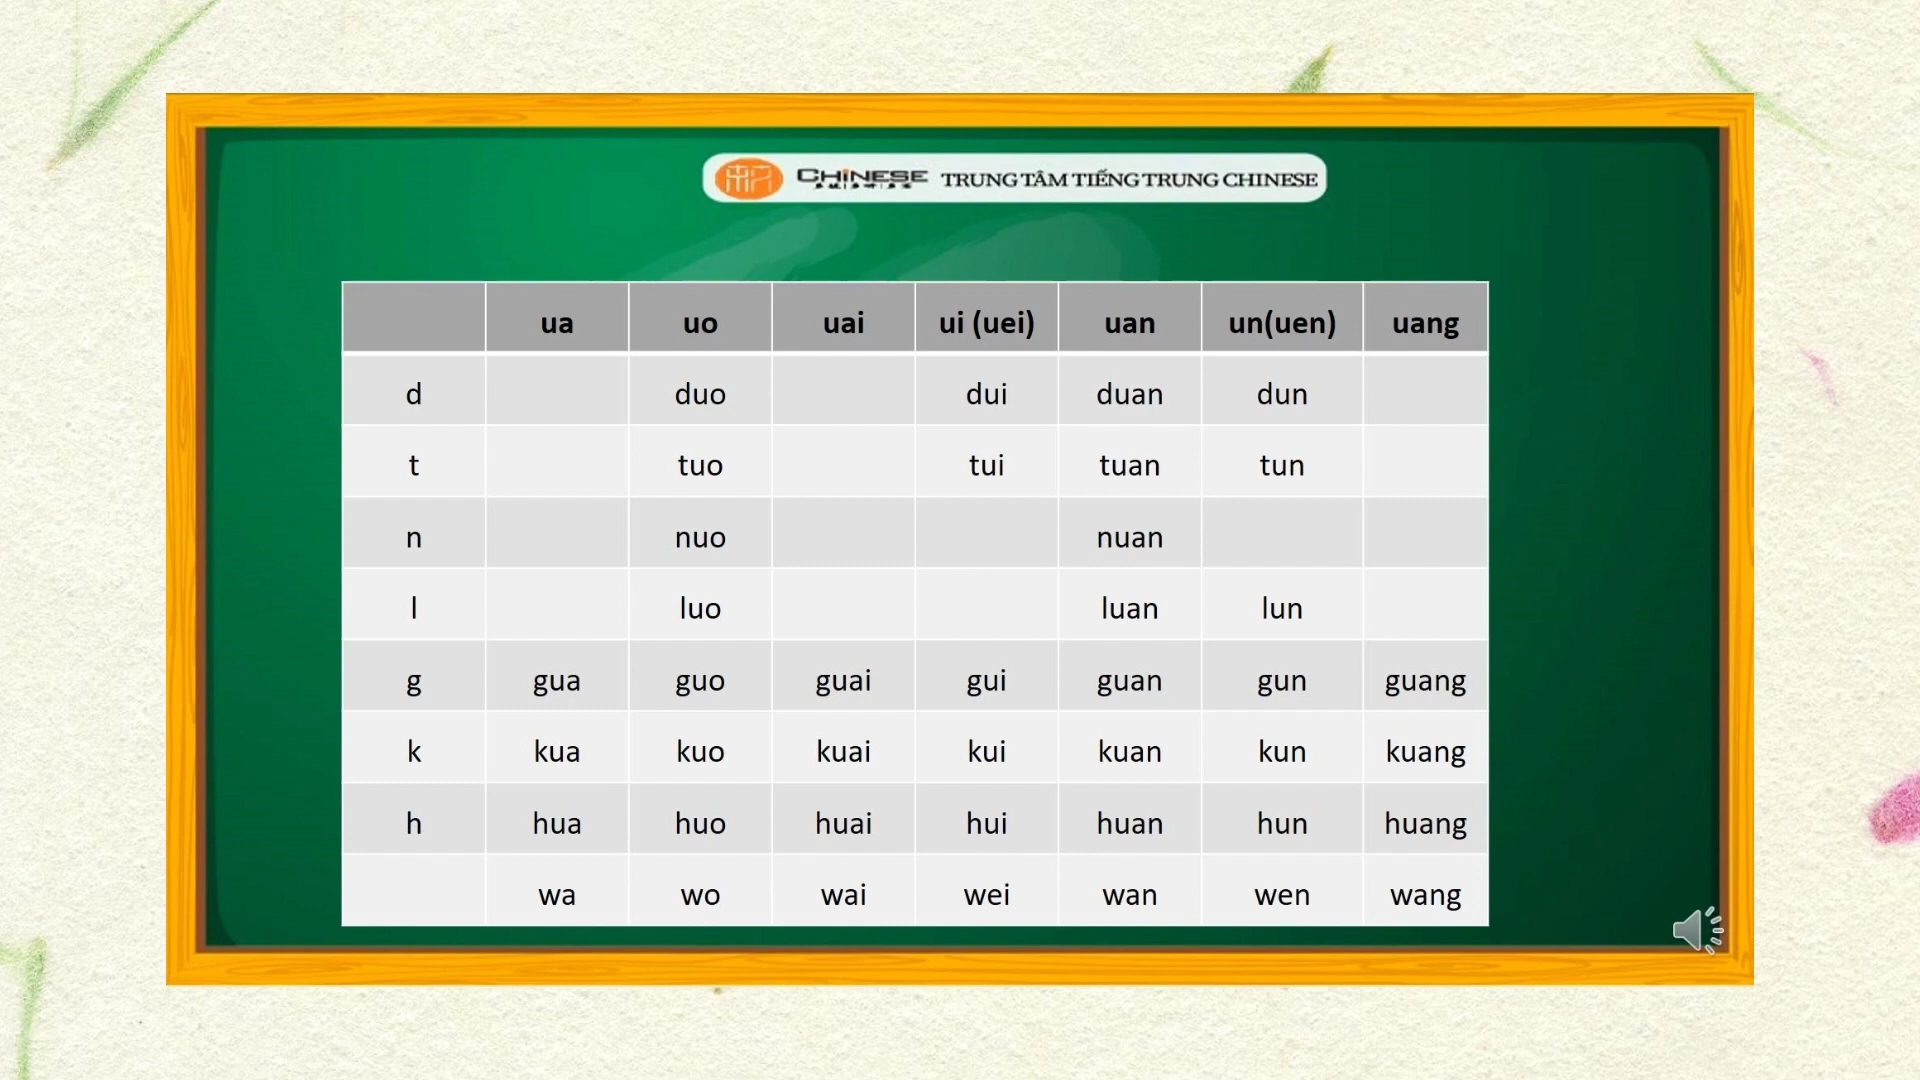 CHINESE TRUNG TÂM TIẾNG TRUNG CHINESE
ua uo uai ui (uei) uan un(uen) uang
d duo dui duan dun
t tuo tui tuan tun
n nuo nuan
l luo luan lun
g gua guo guai gui guan gun guang
k kua kuo kuai kui kuan kun kuang
h hua huo huai hui huan hun huang
wa wo wai wei wan wen wang